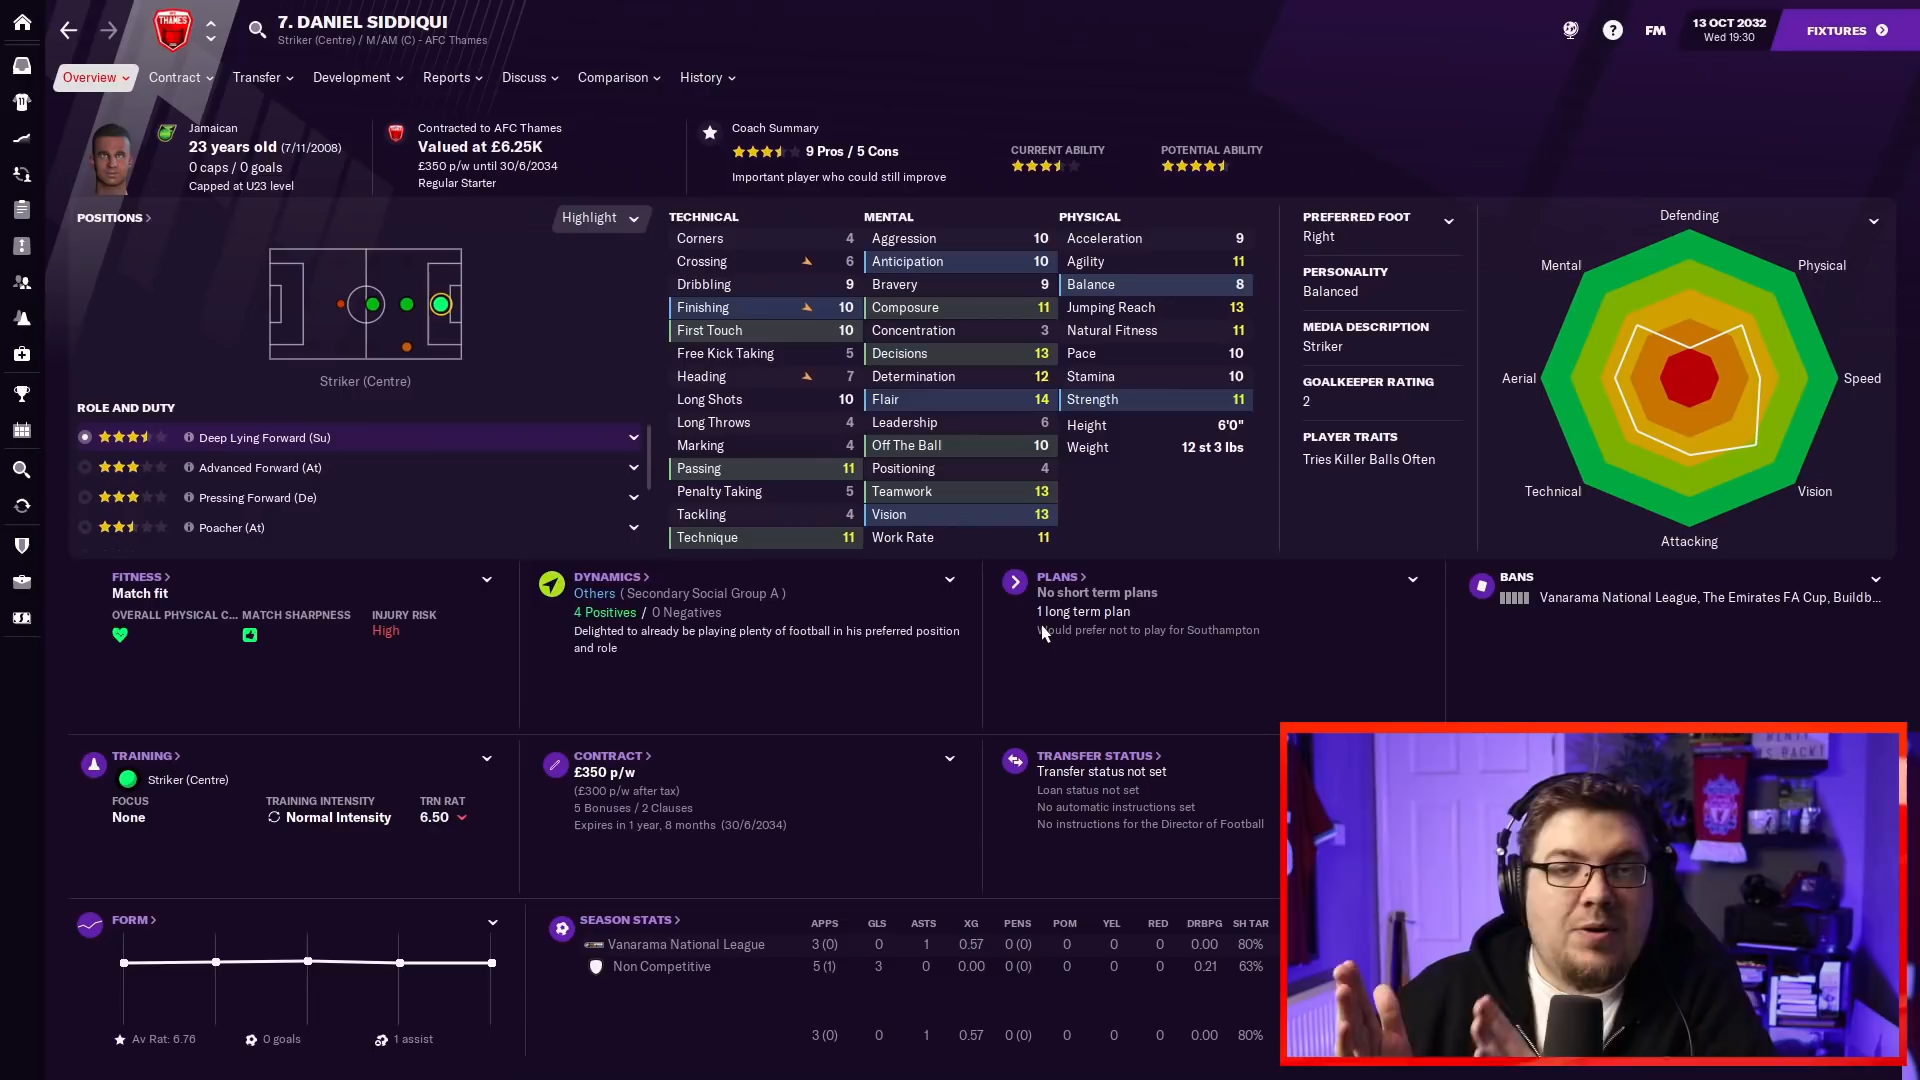 THAMES
7. DANIEL SIDDIQUI
Striker (Centre) / M/AM (C) - AFC Thames
FM
13 OCT 2032
Wed 19:30
FIXTURES
Overview
Contract
Transfer
Development
Reports
Discuss
Comparison
History
Jamaican
23 years old (7/11/2008)
0 caps / 0 goals
Capped at U23 level
Contracted to AFC Thames
Valued at £6.25K
£350 p/w until 30/6/2034
Regular Starter
Coach Summary
9 Pros / 5 Cons
Important player who could still improve
CURRENT ABILITY
POTENTIAL ABILITY
POSITIONS
Highlight
Striker (Centre)
ROLE AND DUTY
Deep Lying Forward (Su)
Advanced Forward (At)
Pressing Forward (De)
Poacher (At)
TECHNICAL
Corners 4
Crossing 6
Dribbling 9
Finishing 10
First Touch 10
Free Kick Taking 5
Heading 7
Long Shots 10
Long Throws 4
Marking 4
Passing 11
Penalty Taking 5
Tackling 4
Technique 11
MENTAL
Aggression 10
Anticipation 10
Bravery 9
Composure 11
Concentration 3
Decisions 13
Determination 12
Flair 14
Leadership 6
Off The Ball 10
Positioning 4
Teamwork 13
Vision 13
Work Rate 11
PHYSICAL
Acceleration 9
Agility 11
Balance 8
Jumping Reach 13
Natural Fitness 11
Pace 10
Stamina 10
Strength 11
Height 6'0"
Weight 12 st 3 lbs
PREFERRED FOOT
Right
PERSONALITY
Balanced
MEDIA DESCRIPTION
Striker
GOALKEEPER RATING
2
PLAYER TRAITS
Tries Killer Balls Often
Defending
Mental
Physical
Aerial
Speed
Technical
Vision
Attacking
FITNESS
Match fit
OVERALL PHYSICAL C... MATCH SHARPNESS INJURY RISK
High
DYNAMICS
Others ( Secondary Social Group A )
4 Positives / 0 Negatives
Delighted to already be playing plenty of football in his preferred position
and role
PLANS
No short term plans
1 long term plan
Would prefer not to play for Southampton
BANS
Vanarama National League, The Emirates FA Cup, Buildb...
TRAINING
Striker (Centre)
FOCUS TRAINING INTENSITY TRN RAT
None Normal Intensity 6.50
CONTRACT
£350 p/w
(£300 p/w after tax)
5 Bonuses / 2 Clauses
Expires in 1 year, 8 months (30/6/2034)
TRANSFER STATUS
Transfer status not set
Loan status not set
No automatic instructions set
No instructions for the Director of Football
FORM
Av Rat: 6.76
0 goals
1 assist
SEASON STATS APPS GLS ASTS XG PENS POM YEL RED DRBPG SH TAR
Vanarama National League 3 (0) 0 1 0.57 0 (0) 0 0 0 0.00 80%
Non Competitive 5 (1) 3 0 0.00 0 (0) 0 0 0 0.21 63%
3 (0) 0 1 0.57 0 (0) 0 0 0 0.00 80%